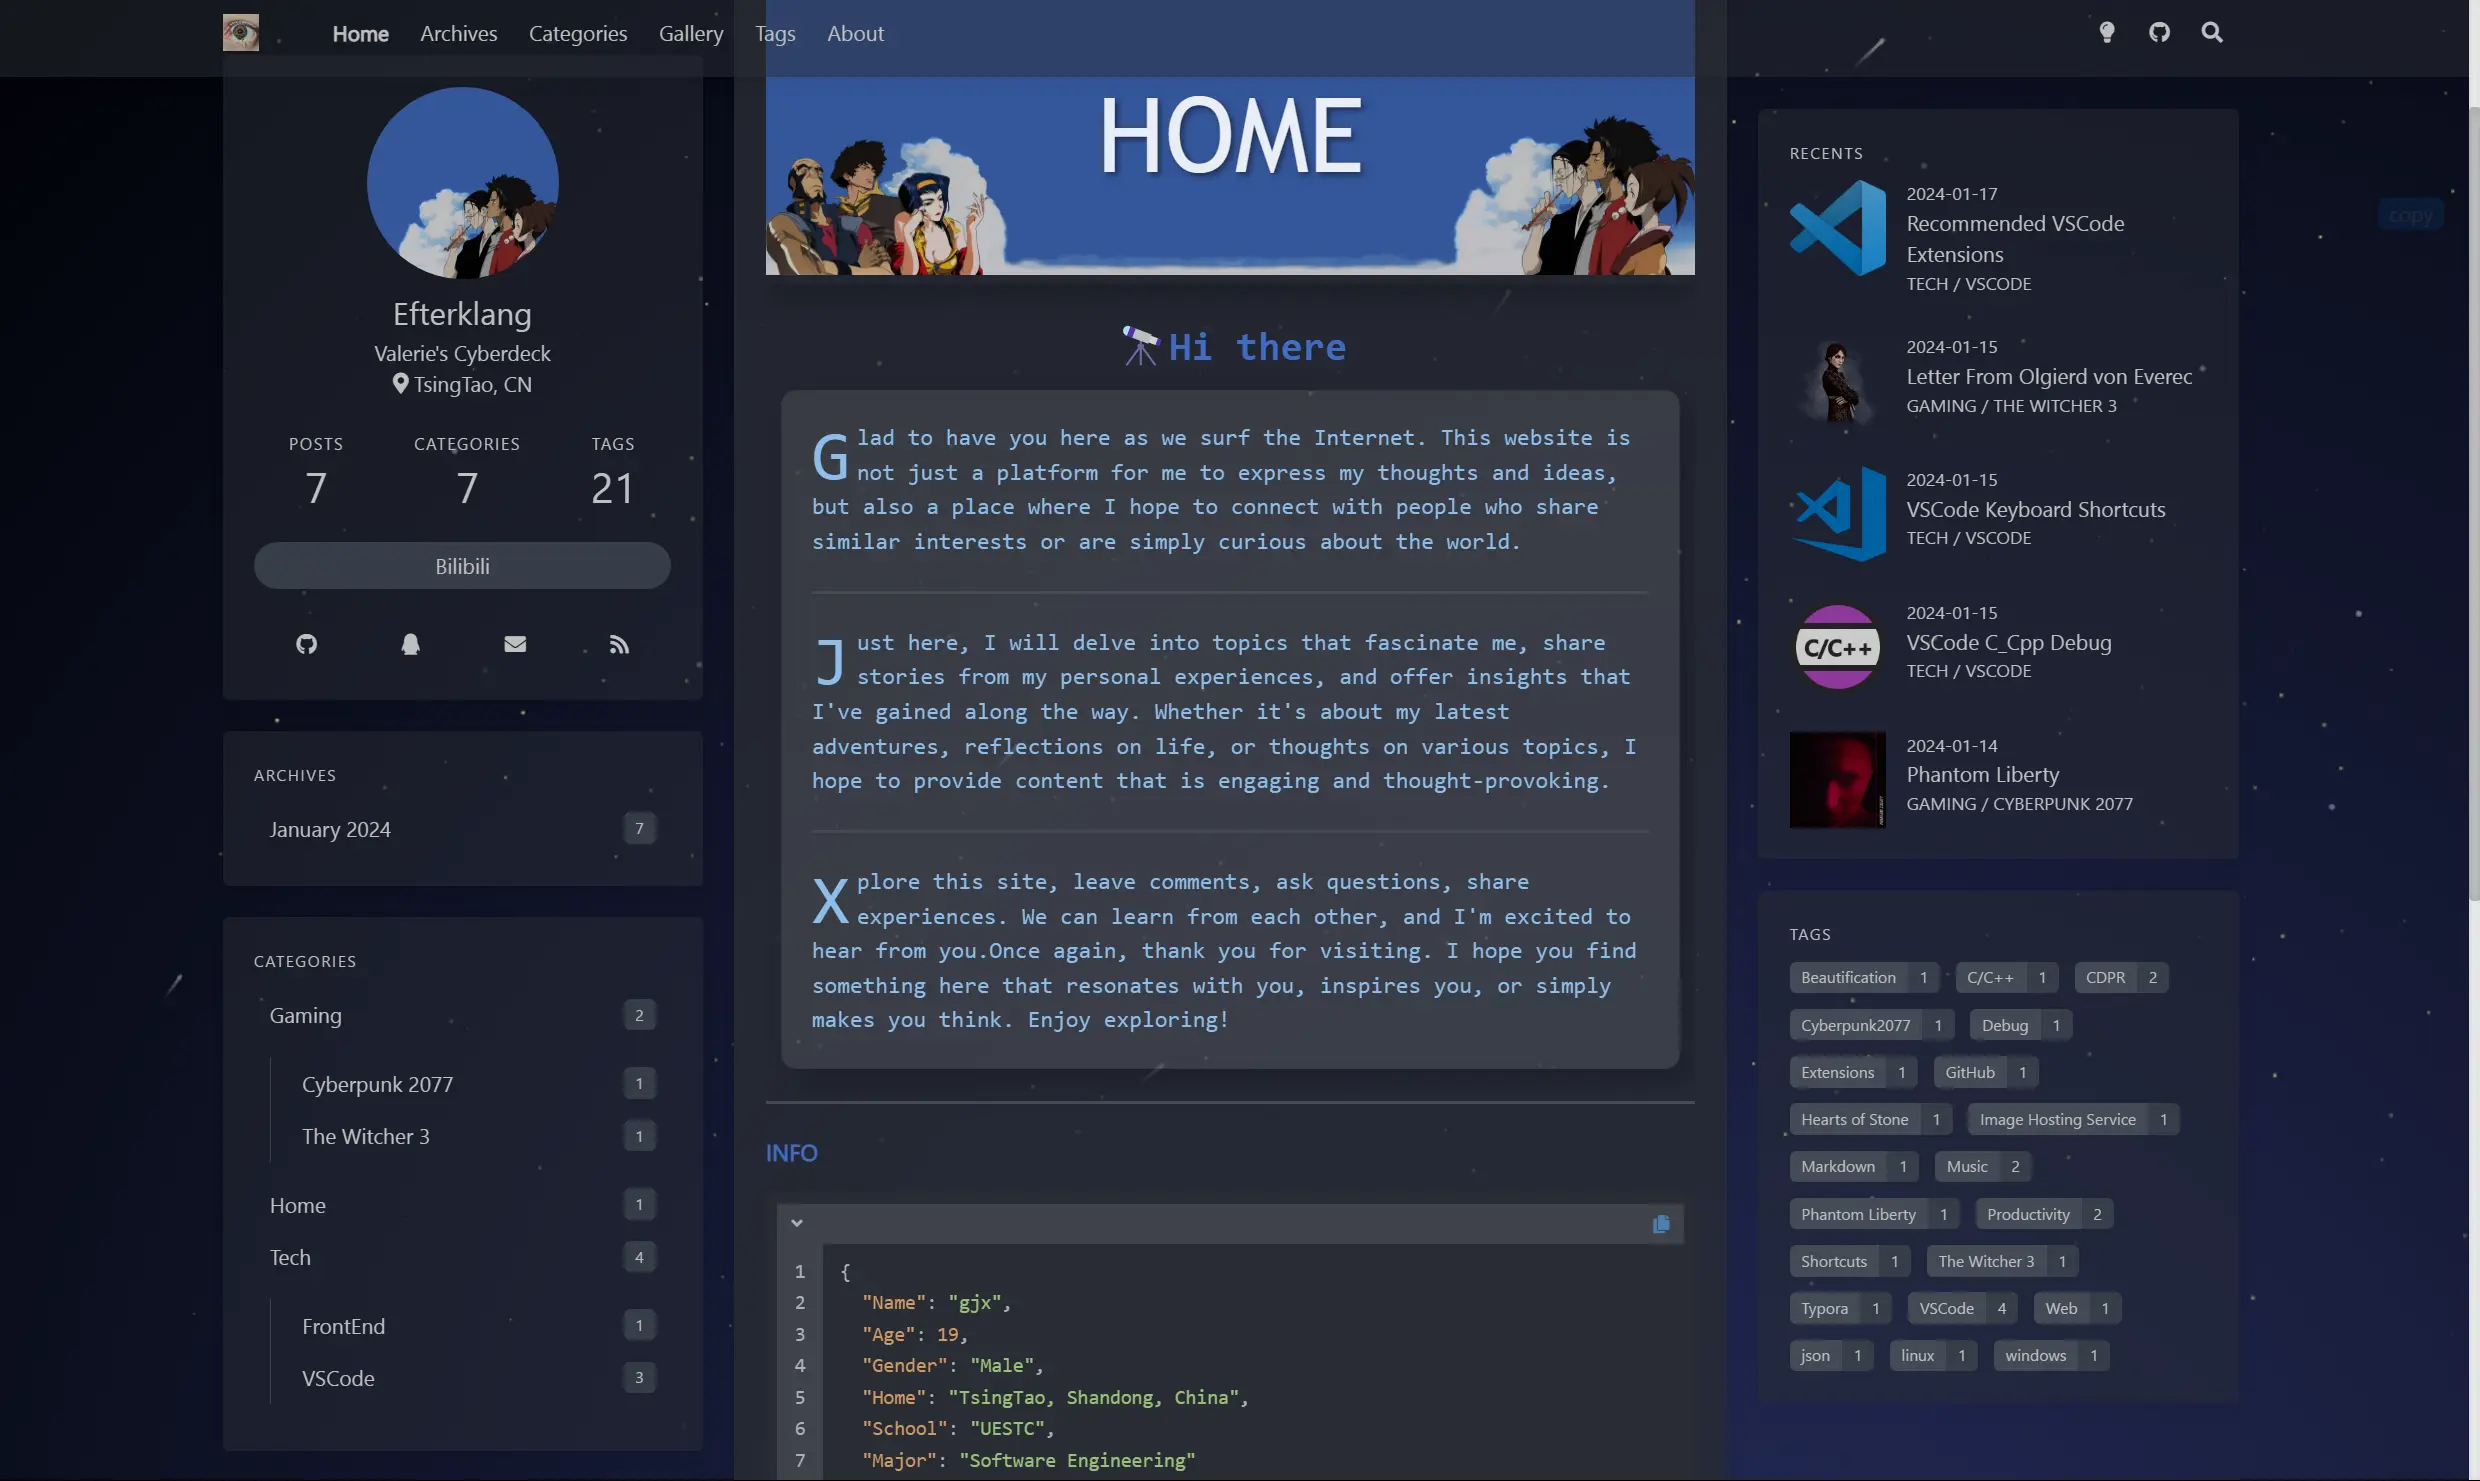 Home Archives Categories Gallery Tags About
Efterklang
Valerie's Cyberdeck
TsingTao, CN
POSTS CATEGORIES TAGS
7 7 21
Bilibili
ARCHIVES
January 2024 7
CATEGORIES
Gaming 2
Cyberpunk 2077 1
The Witcher 3 1
Home 1
Tech 4
FrontEnd 1
VSCode 3
HOME
Hi there
Glad to have you here as we surf the Internet. This website is
not just a platform for me to express my thoughts and ideas,
but also a place where I hope to connect with people who share
similar interests or are simply curious about the world.
Just here, I will delve into topics that fascinate me, share
stories from my personal experiences, and offer insights that
I've gained along the way. Whether it's about my latest
adventures, reflections on life, or thoughts on various topics, I
hope to provide content that is engaging and thought-provoking.
Xplore this site, leave comments, ask questions, share
experiences. We can learn from each other, and I'm excited to
hear from you.Once again, thank you for visiting. I hope you find
something here that resonates with you, inspires you, or simply
makes you think. Enjoy exploring!
INFO
1 {
2 "Name": "gjx",
3 "Age": 19,
4 "Gender": "Male",
5 "Home": "TsingTao, Shandong, China",
6 "School": "UESTC",
7 "Major": "Software Engineering"
RECENTS
2024-01-17
Recommended VSCode
Extensions
TECH / VSCODE
2024-01-15
Letter From Olgierd von Everec
GAMING / THE WITCHER 3
2024-01-15
VSCode Keyboard Shortcuts
TECH / VSCODE
C/C++
2024-01-15
VSCode C_Cpp Debug
TECH / VSCODE
2024-01-14
Phantom Liberty
GAMING / CYBERPUNK 2077
TAGS
Beautification 1 C/C++ 1 CDPR 2
Cyberpunk2077 1 Debug 1
Extensions 1 GitHub 1
Hearts of Stone 1 Image Hosting Service 1
Markdown 1 Music 2
Phantom Liberty 1 Productivity 2
Shortcuts 1 The Witcher 3 1
Typora 1 VSCode 4 Web 1
json 1 linux 1 windows 1
copy